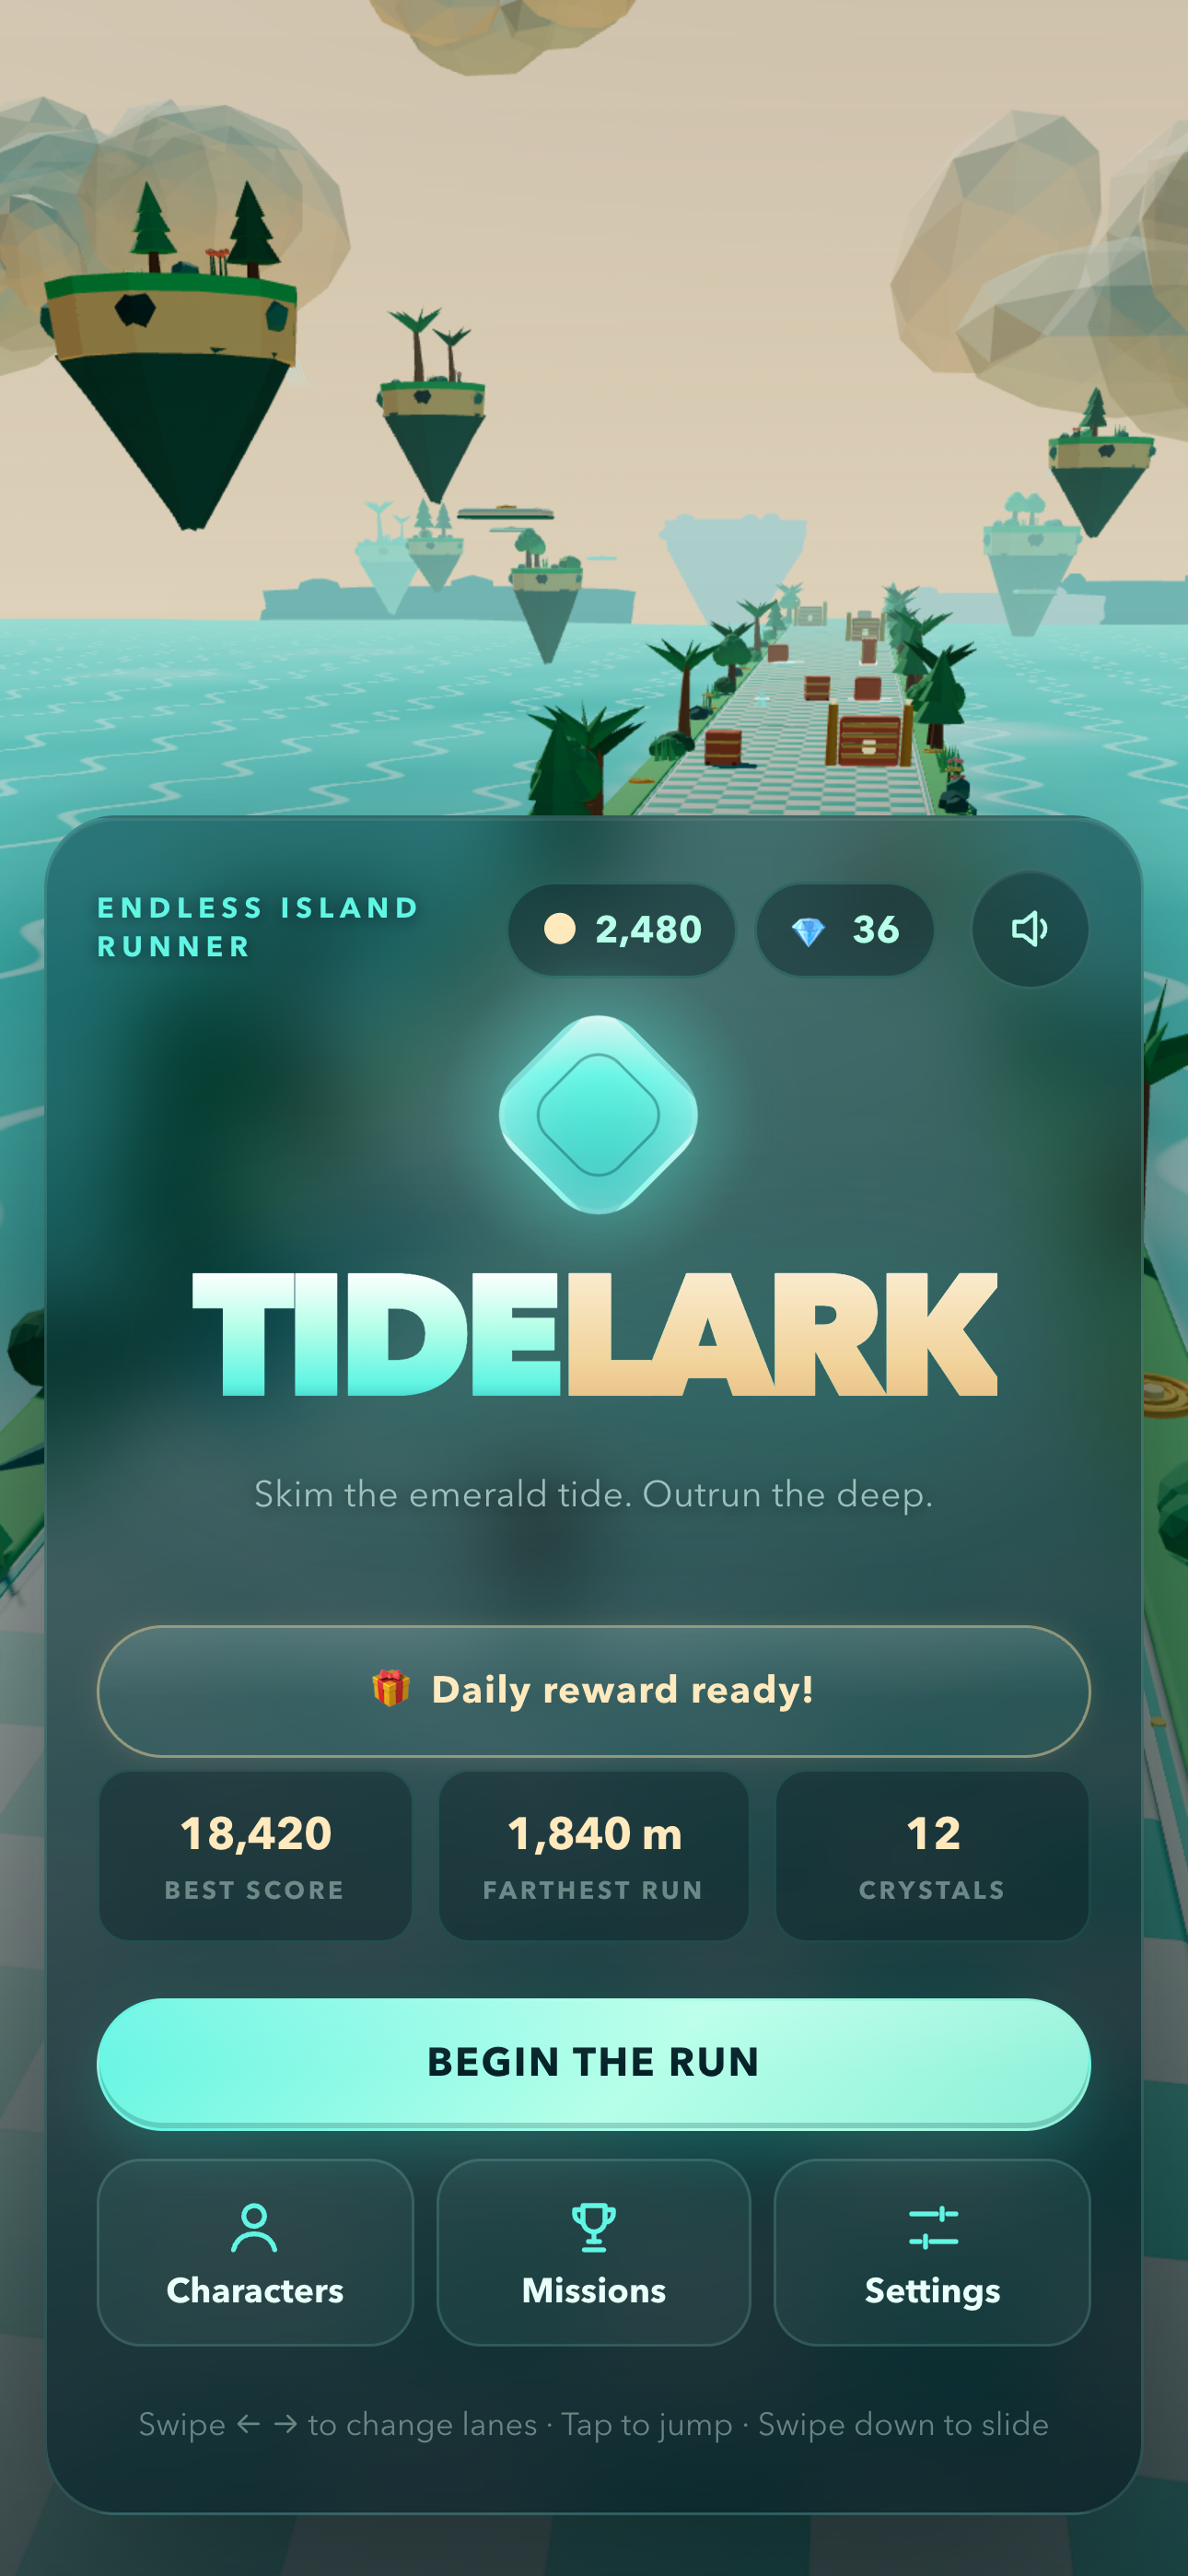 ENDLESS ISLAND
RUNNER
2,480
36
TIDELARK
Skim the emerald tide. Outrun the deep.
Daily reward ready!
18,420
BEST SCORE
1,840 m
FARTHEST RUN
12
CRYSTALS
BEGIN THE RUN
Characters
Missions
Settings
Swipe ← → to change lanes · Tap to jump · Swipe down to slide